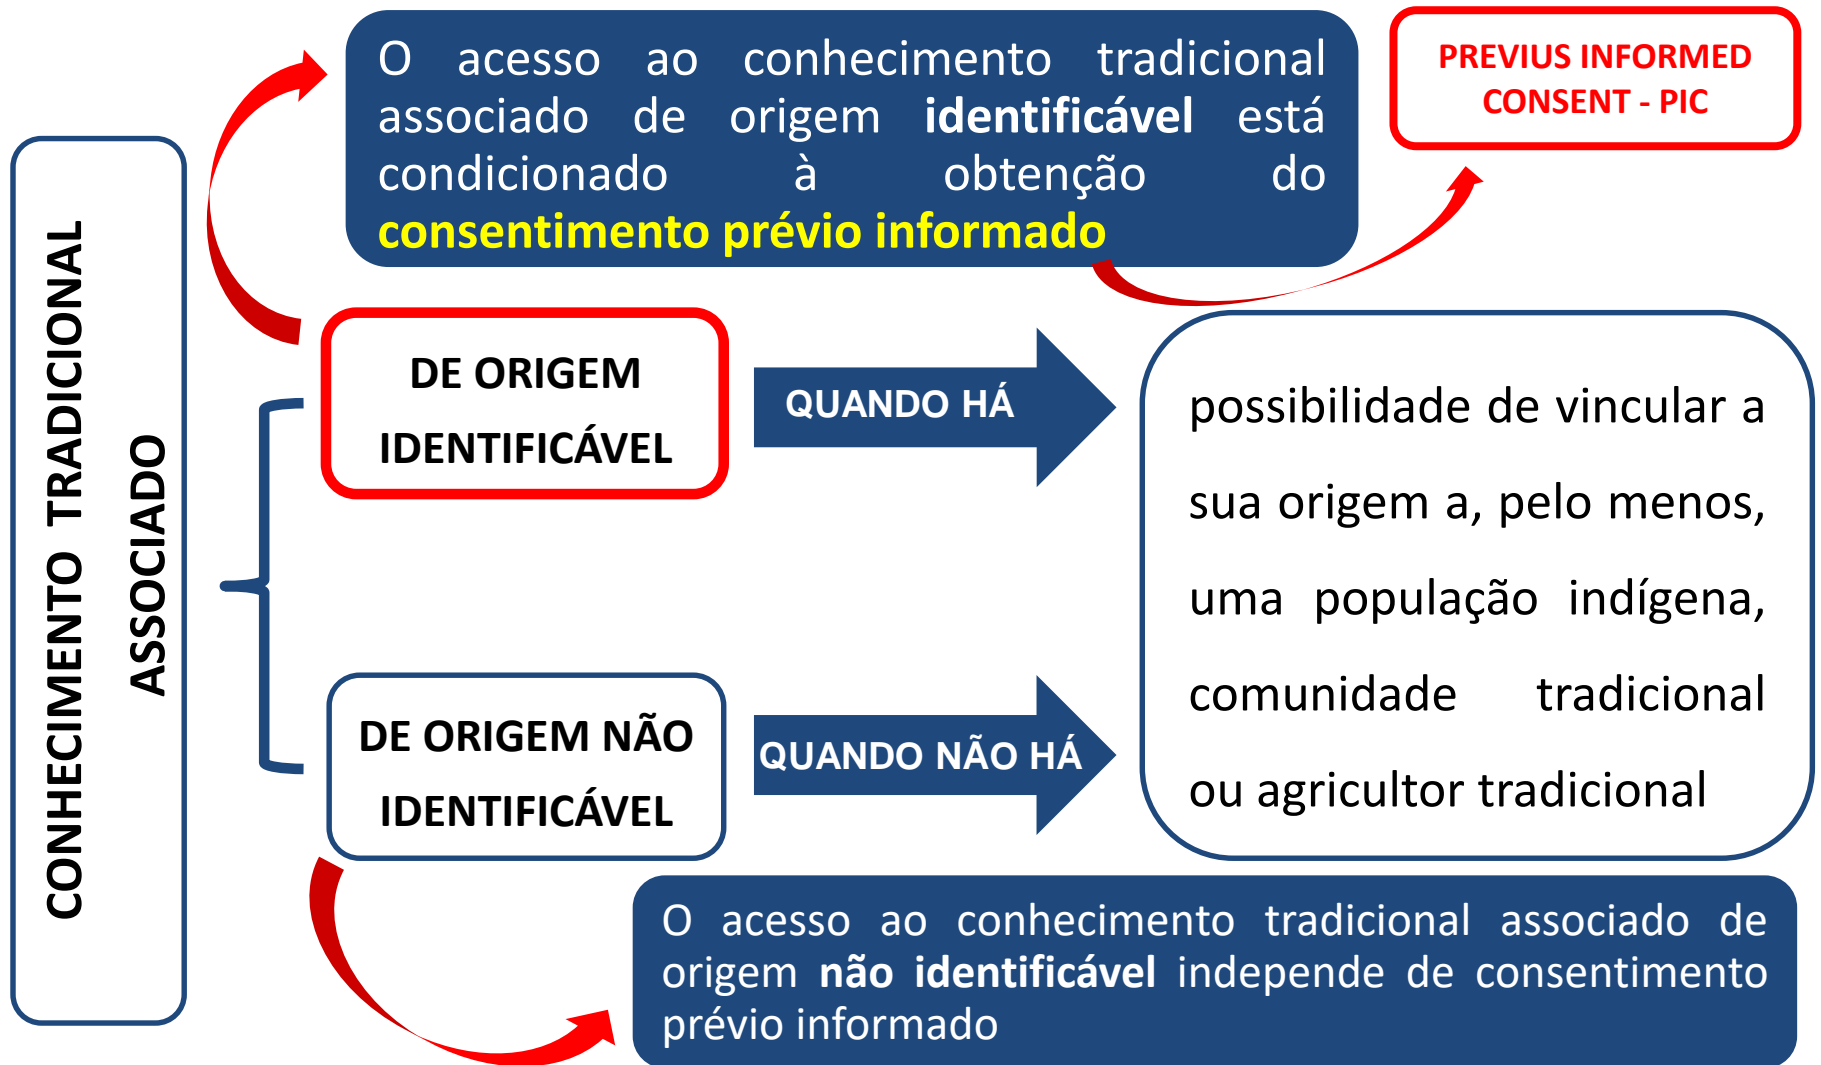 O acesso ao conhecimento tradicional
associado de origem identificável está
condicionado à obtenção do
consentimento prévio informado
PREVIUS INFORMED
CONSENT - PIC
CONHECIMENTO TRADICIONAL
ASSOCIADO
DE ORIGEM
IDENTIFICÁVEL
QUANDO HÁ
possibilidade de vincular a
sua origem a, pelo menos,
uma população indígena,
comunidade tradicional
ou agricultor tradicional
DE ORIGEM NÃO
IDENTIFICÁVEL
QUANDO NÃO HÁ
O acesso ao conhecimento tradicional associado de
origem não identificável independe de consentimento
prévio informado